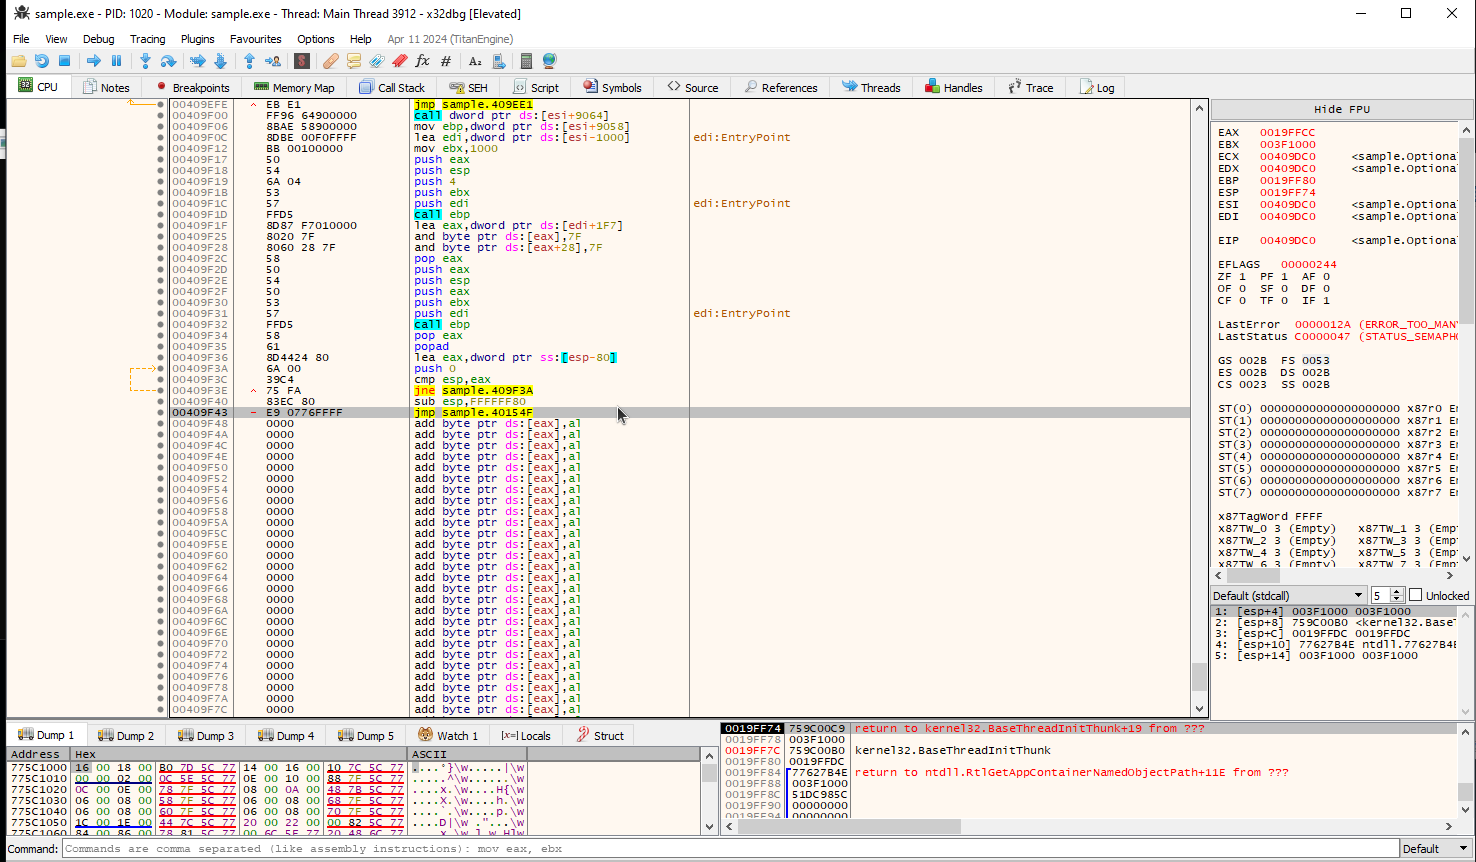 sample.exe - PID: 1020 - Module: sample.exe - Thread: Main Thread 3912 - x32dbg [Elevated]
File View Debug Tracing Plugins Favourites Options Help Apr 11 2024 (TitanEngine)
CPU Notes Breakpoints Memory Map Call Stack SEH Script Symbols Source References Threads Handles Trace Log
00409EFE EB E1 jmp sample.409EE1
00409F00 FF96 64900000 call dword ptr ds:[esi+9064]
00409F06 8BAE 58900000 mov ebp,dword ptr ds:[esi+9058]
00409F0C 8DBE 00F0FFFF lea edi,dword ptr ds:[esi-1000] edi:EntryPoint
00409F12 BB 00100000 mov ebx,1000
00409F17 50 push eax
00409F18 54 push esp
00409F19 6A 04 push 4
00409F1B 53 push ebx
00409F1C 57 push edi edi:EntryPoint
00409F1D FFD5 call ebp
00409F1F 8D87 F7010000 lea eax,dword ptr ds:[edi+1F7]
00409F25 8020 7F and byte ptr ds:[eax],7F
00409F28 8060 28 7F and byte ptr ds:[eax+28],7F
00409F2C 58 pop eax
00409F2D 50 push eax
00409F2E 54 push esp
00409F2F 50 push eax
00409F30 53 push ebx
00409F31 57 push edi edi:EntryPoint
00409F32 FFD5 call ebp
00409F34 58 pop eax
00409F35 61 popad
00409F36 8D4424 80 lea eax,dword ptr ss:[esp-80]
00409F3A 6A 00 push 0
00409F3C 39C4 cmp esp,eax
00409F3E 75 FA jne sample.409F3A
00409F40 83EC 80 sub esp,FFFFFF80
00409F43 E9 0776FFFF jmp sample.40154F
00409F48 0000 add byte ptr ds:[eax],al
00409F4A 0000 add byte ptr ds:[eax],al
00409F4C 0000 add byte ptr ds:[eax],al
00409F4E 0000 add byte ptr ds:[eax],al
00409F50 0000 add byte ptr ds:[eax],al
00409F52 0000 add byte ptr ds:[eax],al
00409F54 0000 add byte ptr ds:[eax],al
00409F56 0000 add byte ptr ds:[eax],al
00409F58 0000 add byte ptr ds:[eax],al
00409F5A 0000 add byte ptr ds:[eax],al
00409F5C 0000 add byte ptr ds:[eax],al
00409F5E 0000 add byte ptr ds:[eax],al
00409F60 0000 add byte ptr ds:[eax],al
00409F62 0000 add byte ptr ds:[eax],al
00409F64 0000 add byte ptr ds:[eax],al
00409F66 0000 add byte ptr ds:[eax],al
00409F68 0000 add byte ptr ds:[eax],al
00409F6A 0000 add byte ptr ds:[eax],al
00409F6C 0000 add byte ptr ds:[eax],al
00409F6E 0000 add byte ptr ds:[eax],al
00409F70 0000 add byte ptr ds:[eax],al
00409F72 0000 add byte ptr ds:[eax],al
00409F74 0000 add byte ptr ds:[eax],al
00409F76 0000 add byte ptr ds:[eax],al
00409F78 0000 add byte ptr ds:[eax],al
00409F7A 0000 add byte ptr ds:[eax],al
00409F7C 0000 add byte ptr ds:[eax],al
Hide FPU
EAX 0019FFCC
EBX 003F1000
ECX 00409DC0 <sample.Optiona
EDX 00409DC0 <sample.Optiona
EBP 0019FF80
ESP 0019FF74
ESI 00409DC0 <sample.Optiona
EDI 00409DC0 <sample.Optiona
EIP 00409DC0 <sample.Optiona
EFLAGS 00000244
ZF 1 PF 1 AF 0
OF 0 SF 0 DF 0
CF 0 TF 0 IF 1
LastError 0000012A (ERROR_TOO_MAN
LastStatus C0000047 (STATUS_SEMAPH
GS 002B FS 0053
ES 002B DS 002B
CS 0023 SS 002B
ST(0) 00000000000000000000 x87r0 Em
ST(1) 00000000000000000000 x87r1 Em
ST(2) 00000000000000000000 x87r2 Em
ST(3) 00000000000000000000 x87r3 Em
ST(4) 00000000000000000000 x87r4 Em
ST(5) 00000000000000000000 x87r5 Em
ST(6) 00000000000000000000 x87r6 Em
ST(7) 00000000000000000000 x87r7 Em
x87TagWord FFFF
x87TW_0 3 (Empty) x87TW_1 3 (Emp
x87TW_2 3 (Empty) x87TW_3 3 (Emp
x87TW_4 3 (Empty) x87TW_5 3 (Emp
x87TW_6 3 (Empty) x87TW_7 3 (Emp
Default (stdcall) 5 Unlocked
1: [esp+4] 003F1000 003F1000
2: [esp+8] 759C00B0 <kernel32.BaseT
3: [esp+C] 0019FFDC 0019FFDC
4: [esp+10] 77627B4E ntdll.77627B4E
5: [esp+14] 003F1000 003F1000
Dump 1 Dump 2 Dump 3 Dump 4 Dump 5 Watch 1 [x=] Locals Struct
Address Hex ASCII
775C1000 16 00 18 00 B0 7D 5C 77 14 00 16 00 10 7C 5C 77 ....°}\w.....|\w
775C1010 00 00 02 00 0C 5E 5C 77 0E 00 10 00 88 7F 5C 77 .....^\w......\w
775C1020 0C 00 0E 00 78 7F 5C 77 08 00 0A 00 48 7B 5C 77 ....x.\w....H{\w
775C1030 06 00 08 00 58 7F 5C 77 06 00 08 00 68 7F 5C 77 ....X.\w....h.\w
775C1040 06 00 08 00 60 7F 5C 77 06 00 08 00 70 7F 5C 77 ....`.\w....p.\w
775C1050 1C 00 1E 00 44 7C 5C 77 20 00 22 00 00 82 5C 77 ....D|\w ."...\w
775C1060 84 00 86 00 78 81 5C 77 00 6C 5F 77 20 48 6C 77
0019FF74 759C00C9 return to kernel32.BaseThreadInitThunk+19 from ???
0019FF78 003F1000
0019FF7C 759C00B0 kernel32.BaseThreadInitThunk
0019FF80 0019FFDC
0019FF84 77627B4E return to ntdll.RtlGetAppContainerNamedObjectPath+11E from ???
0019FF88 003F1000
0019FF8C 51DC985C
0019FF90 00000000
0019FF94 00000000
Command: Commands are comma separated (like assembly instructions): mov eax, ebx Default